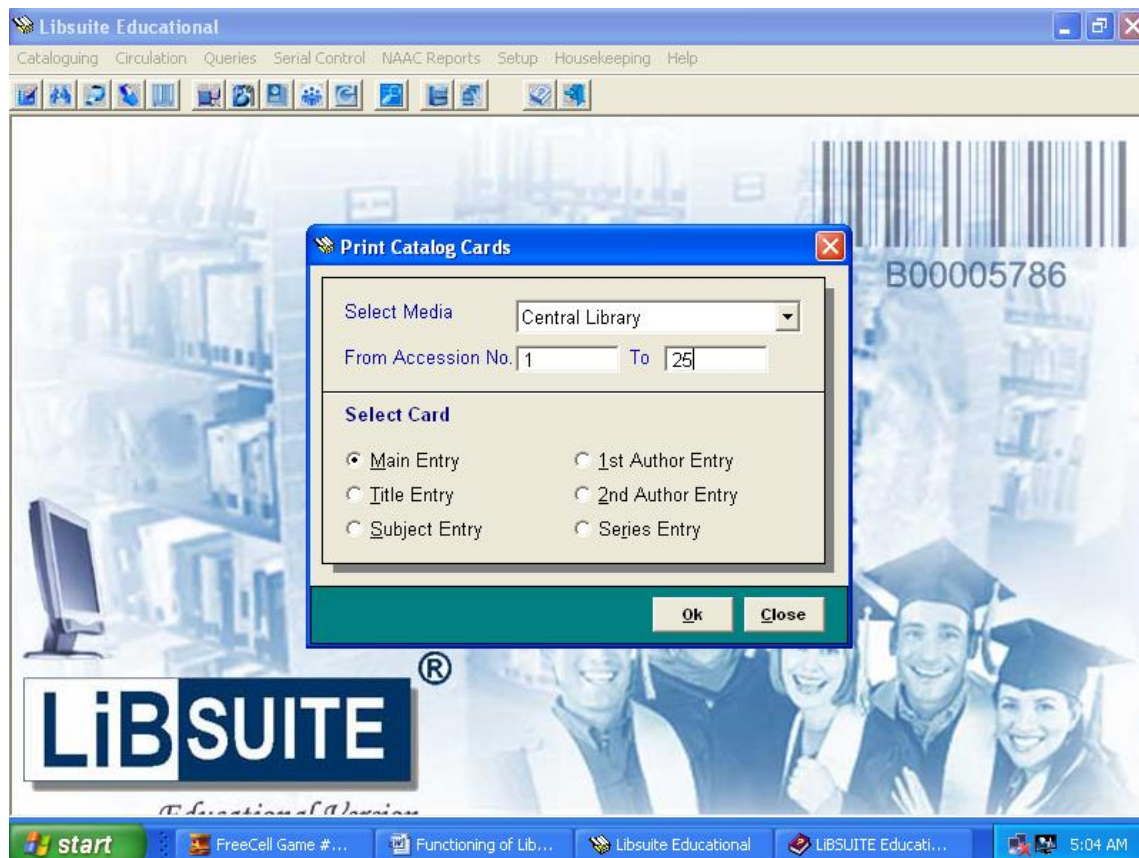 Libsuite Educational
Cataloguing Circulation Queries Serial Control NAAC Reports Setup Housekeeping Help
B00005786
Print Catalog Cards
Select Media Central Library
From Accession No. 1 To 25
Select Card
Main Entry 1st Author Entry
Title Entry 2nd Author Entry
Subject Entry Series Entry
Ok Close
®
LiBSUITE
Educational Version
start FreeCell Game #... Functioning of Lib... Libsuite Educational LiBSUITE Educati... 5:04 AM